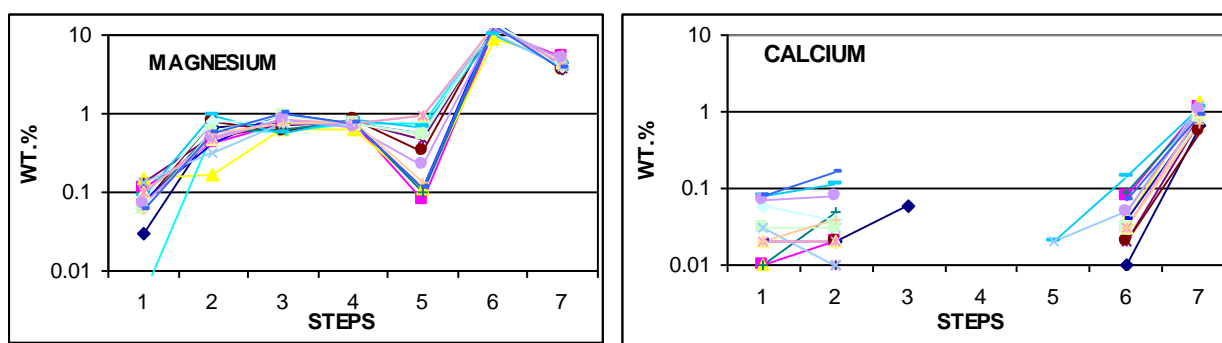 MAGNESIUM
WT.%
10
1
0.1
0.01
1 2 3 4 5 6 7
STEPS
CALCIUM
WT.%
10
1
0.1
0.01
1 2 3 4 5 6 7
STEPS